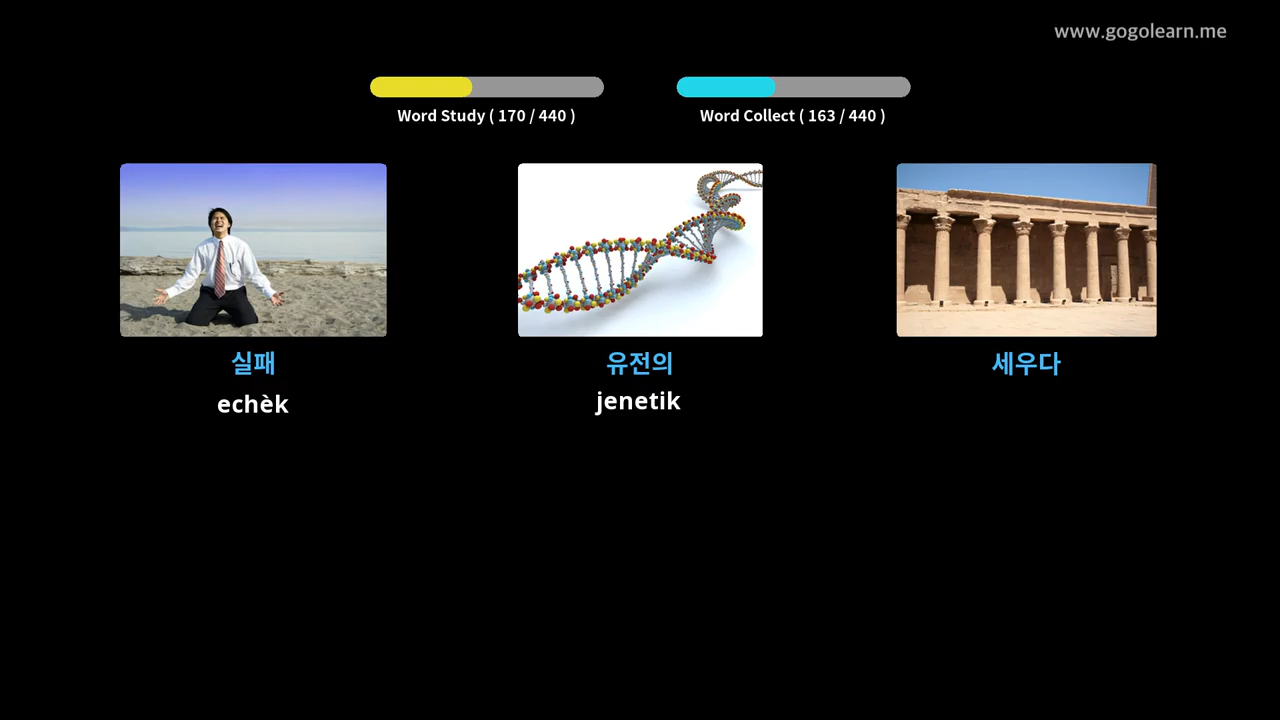 www.gogolearn.me
Word Study ( 170 / 440 )
Word Collect ( 163 / 440 )
실패
유전의
세우다
echèk
jenetik